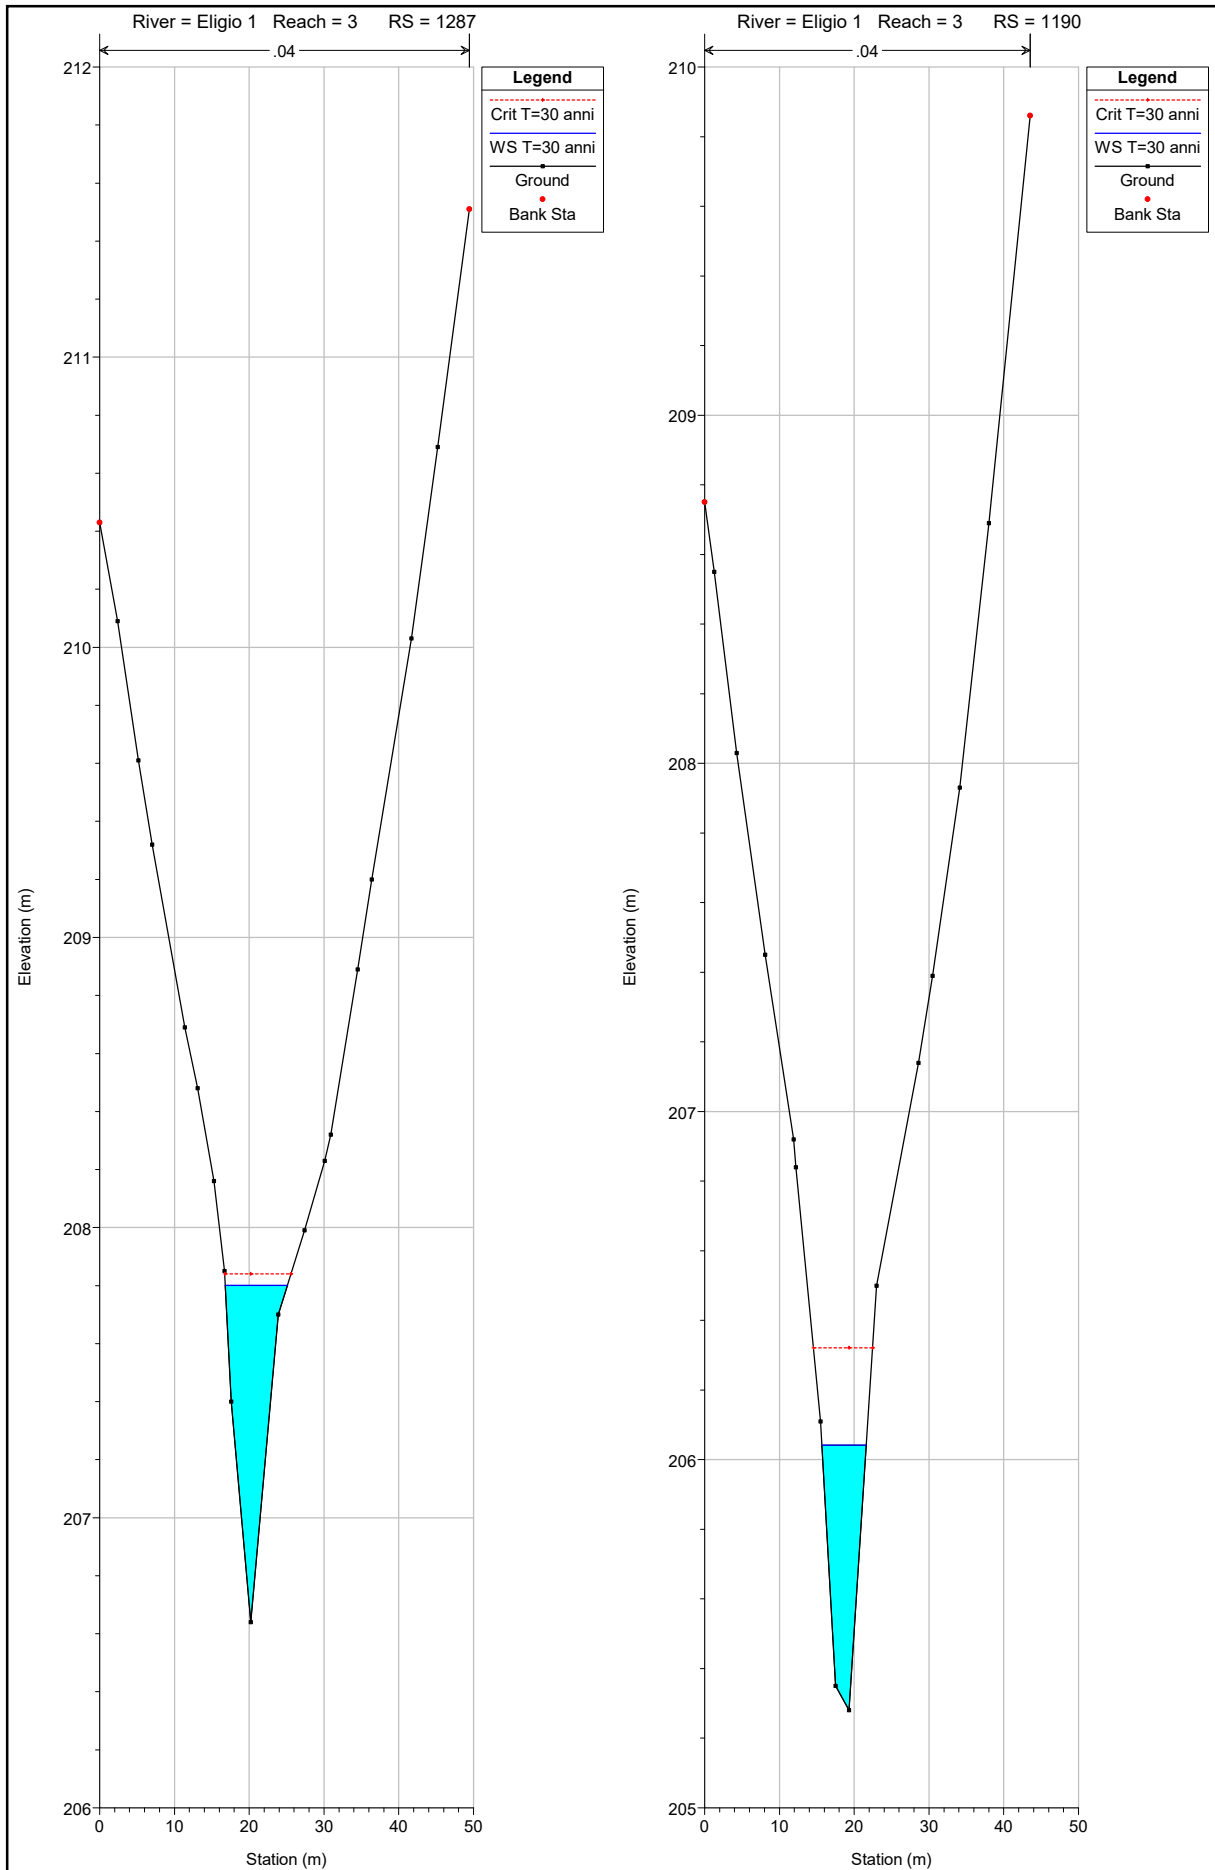 River = Eligio 1   Reach = 3      RS = 1287
.04
212
211
210
209
208
207
206
0
10
20
30
40
50
Elevation (m)
Station (m)
Legend
Crit T=30 anni
WS T=30 anni
Ground
Bank Sta
River = Eligio 1   Reach = 3      RS = 1190
.04
210
209
208
207
206
205
0
10
20
30
40
50
Elevation (m)
Station (m)
Legend
Crit T=30 anni
WS T=30 anni
Ground
Bank Sta